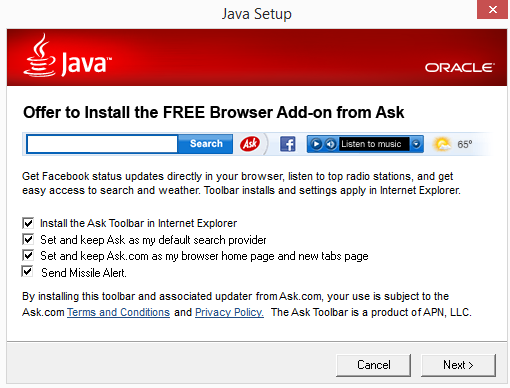 Java Setup
Java™
ORACLE®
Offer to Install the FREE Browser Add-on from Ask
Search Ask Listen to music 65°
Get Facebook status updates directly in your browser, listen to top radio stations, and get
easy access to search and weather. Toolbar installs and settings apply in Internet Explorer.
Install the Ask Toolbar in Internet Explorer
Set and keep Ask as my default search provider
Set and keep Ask.com as my browser home page and new tabs page
Send Missile Alert.
By installing this toolbar and associated updater from Ask.com, your use is subject to the
Ask.com Terms and Conditions and Privacy Policy. The Ask Toolbar is a product of APN, LLC.
Cancel Next >